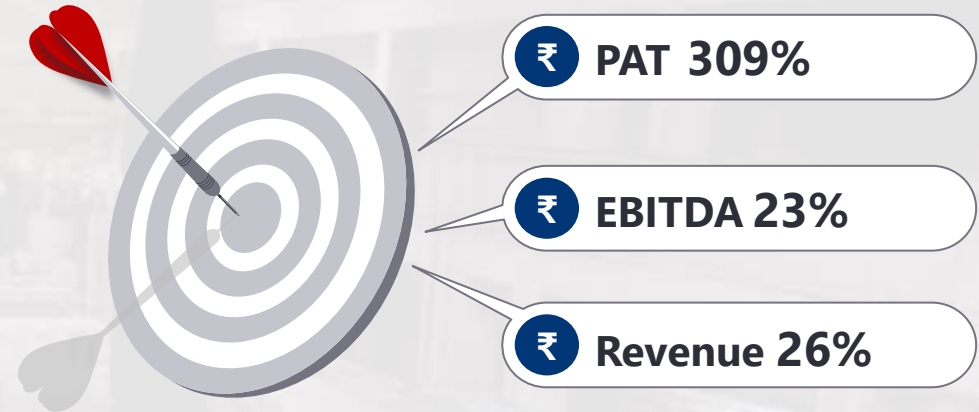 ₹ PAT 309%
₹ EBITDA 23%
₹ Revenue 26%